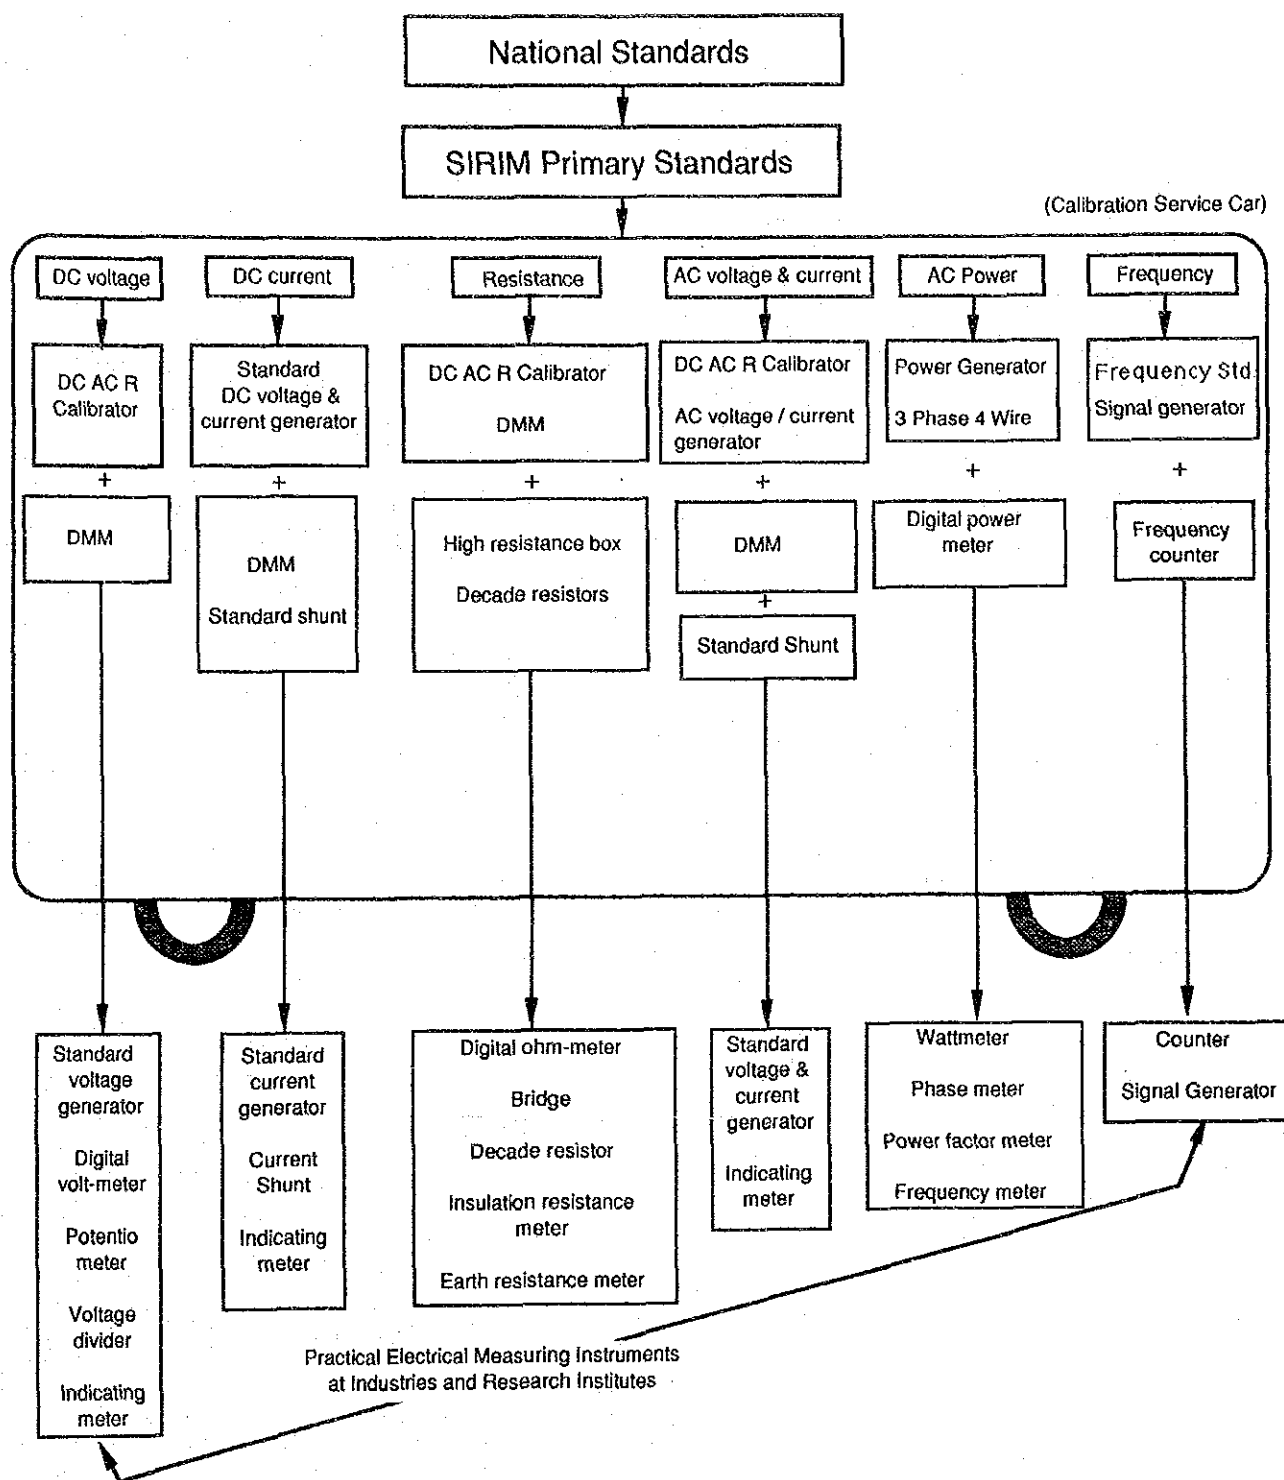 National Standards
SIRIM Primary Standards
(Calibration Service Car)
DC voltage
DC current
Resistance
AC voltage & current
AC Power
Frequency
DC AC R
Calibrator
Standard
DC voltage &
current generator
DC AC R Calibrator
DMM
DC AC R Calibrator
AC voltage / current
generator
Power Generator
3 Phase 4 Wire
Frequency Std
Signal generator
+
+
+
+
+
+
DMM
DMM
Standard shunt
High resistance box
Decade resistors
DMM
+
Standard Shunt
Digital power
meter
Frequency
counter
Standard
voltage
generator
Digital
volt-meter
Potentio
meter
Voltage
divider
Indicating
meter
Standard
current
generator
Current
Shunt
Indicating
meter
Digital ohm-meter
Bridge
Decade resistor
Insulation resistance
meter
Earth resistance meter
Standard
voltage &
current
generator
Indicating
meter
Wattmeter
Phase meter
Power factor meter
Frequency meter
Counter
Signal Generator
Practical Electrical Measuring Instruments
at Industries and Research Institutes